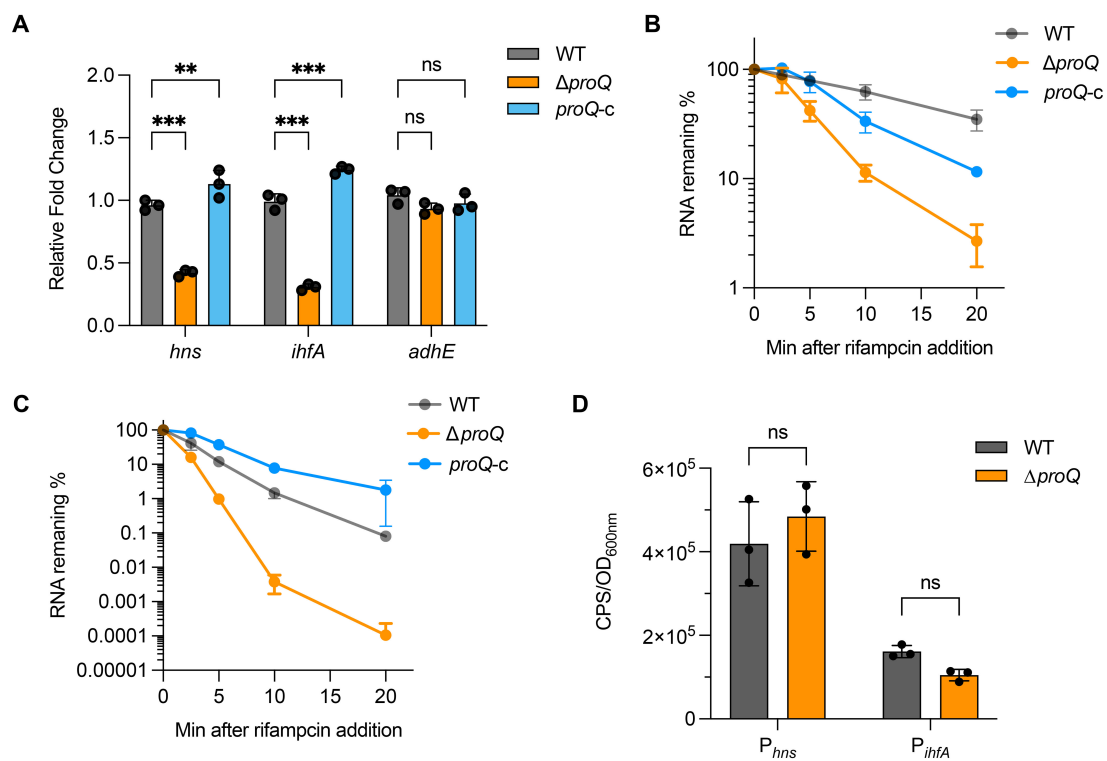 A
WT
ΔproQ
proQ-c
Relative Fold Change
2.0
1.5
1.0
0.5
0.0
** *** ns
*** *** ns
hns ihfA adhE
B
WT
ΔproQ
proQ-c
RNA remaining %
100
10
1
0 5 10 15 20
Min after rifampcin addition
C
WT
ΔproQ
proQ-c
RNA remaining %
100
10
1
0.1
0.01
0.001
0.0001
0.00001
0 5 10 15 20
Min after rifampcin addition
D
WT
ΔproQ
CPS/OD600nm
6×10⁵
4×10⁵
2×10⁵
0
ns
ns
Phns PihfA